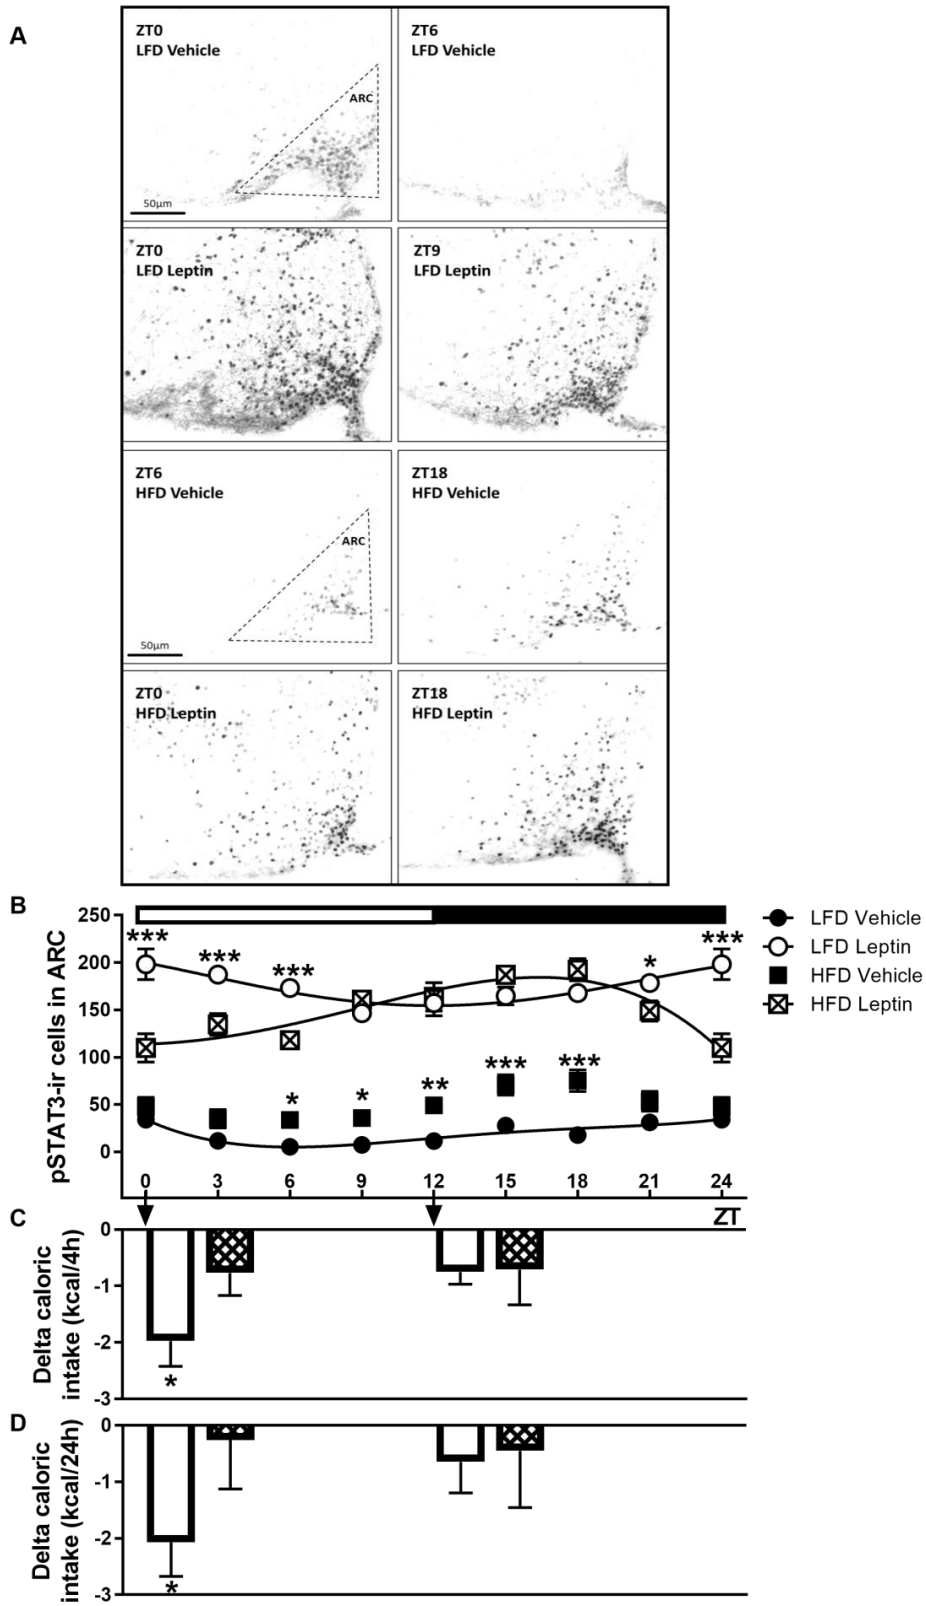 A
ZT0
LFD Vehicle
ARC
50µm
ZT6
LFD Vehicle
ZT0
LFD Leptin
ZT9
LFD Leptin
ZT6
HFD Vehicle
ARC
50µm
ZT18
HFD Vehicle
ZT0
HFD Leptin
ZT18
HFD Leptin
B
pSTAT3-ir cells in ARC
250
200
150
100
50
0
*** *** *** * ***
* * ** *** ***
0 3 6 9 12 15 18 21 24
ZT
LFD Vehicle
LFD Leptin
HFD Vehicle
HFD Leptin
C
Delta caloric
intake (kcal/4h)
0
-1
-2
-3
*
D
Delta caloric
intake (kcal/24h)
0
-1
-2
-3
*